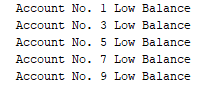 Account No. 1 Low Balance
Account No. 3 Low Balance
Account No. 5 Low Balance
Account No. 7 Low Balance
Account No. 9 Low Balance